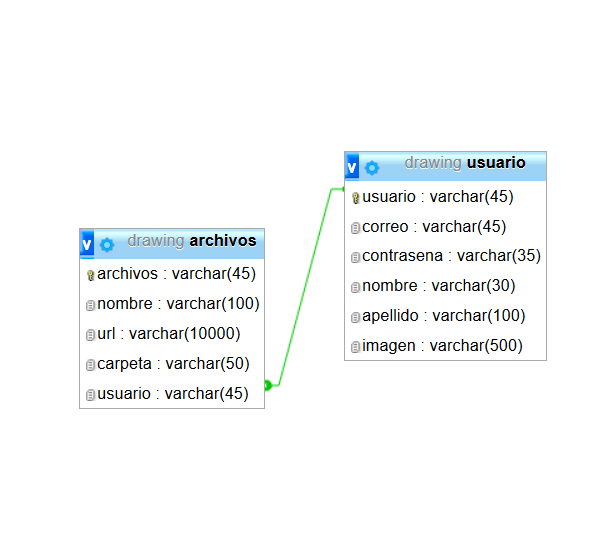 v drawing usuario
usuario : varchar(45)
correo : varchar(45)
contrasena : varchar(35)
nombre : varchar(30)
apellido : varchar(100)
imagen : varchar(500)
v drawing archivos
archivos : varchar(45)
nombre : varchar(100)
url : varchar(10000)
carpeta : varchar(50)
usuario : varchar(45)